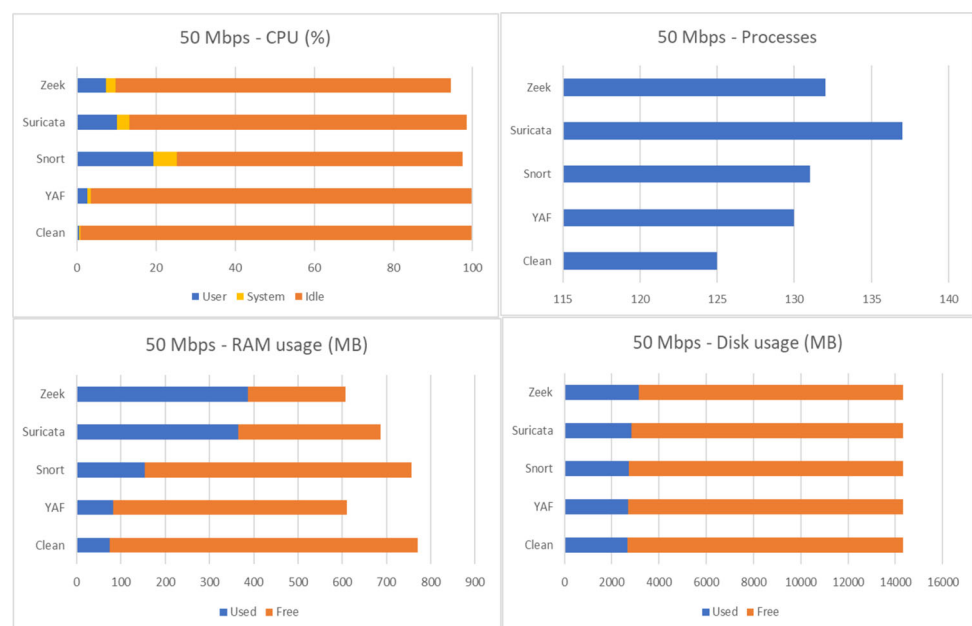 50 Mbps - CPU (%)
Zeek
Suricata
Snort
YAF
Clean
0 20 40 60 80 100
User System Idle
50 Mbps - Processes
Zeek
Suricata
Snort
YAF
Clean
115 120 125 130 135 140
50 Mbps - RAM usage (MB)
Zeek
Suricata
Snort
YAF
Clean
0 100 200 300 400 500 600 700 800 900
Used Free
50 Mbps - Disk usage (MB)
Zeek
Suricata
Snort
YAF
Clean
0 2000 4000 6000 8000 10000 12000 14000 16000
Used Free